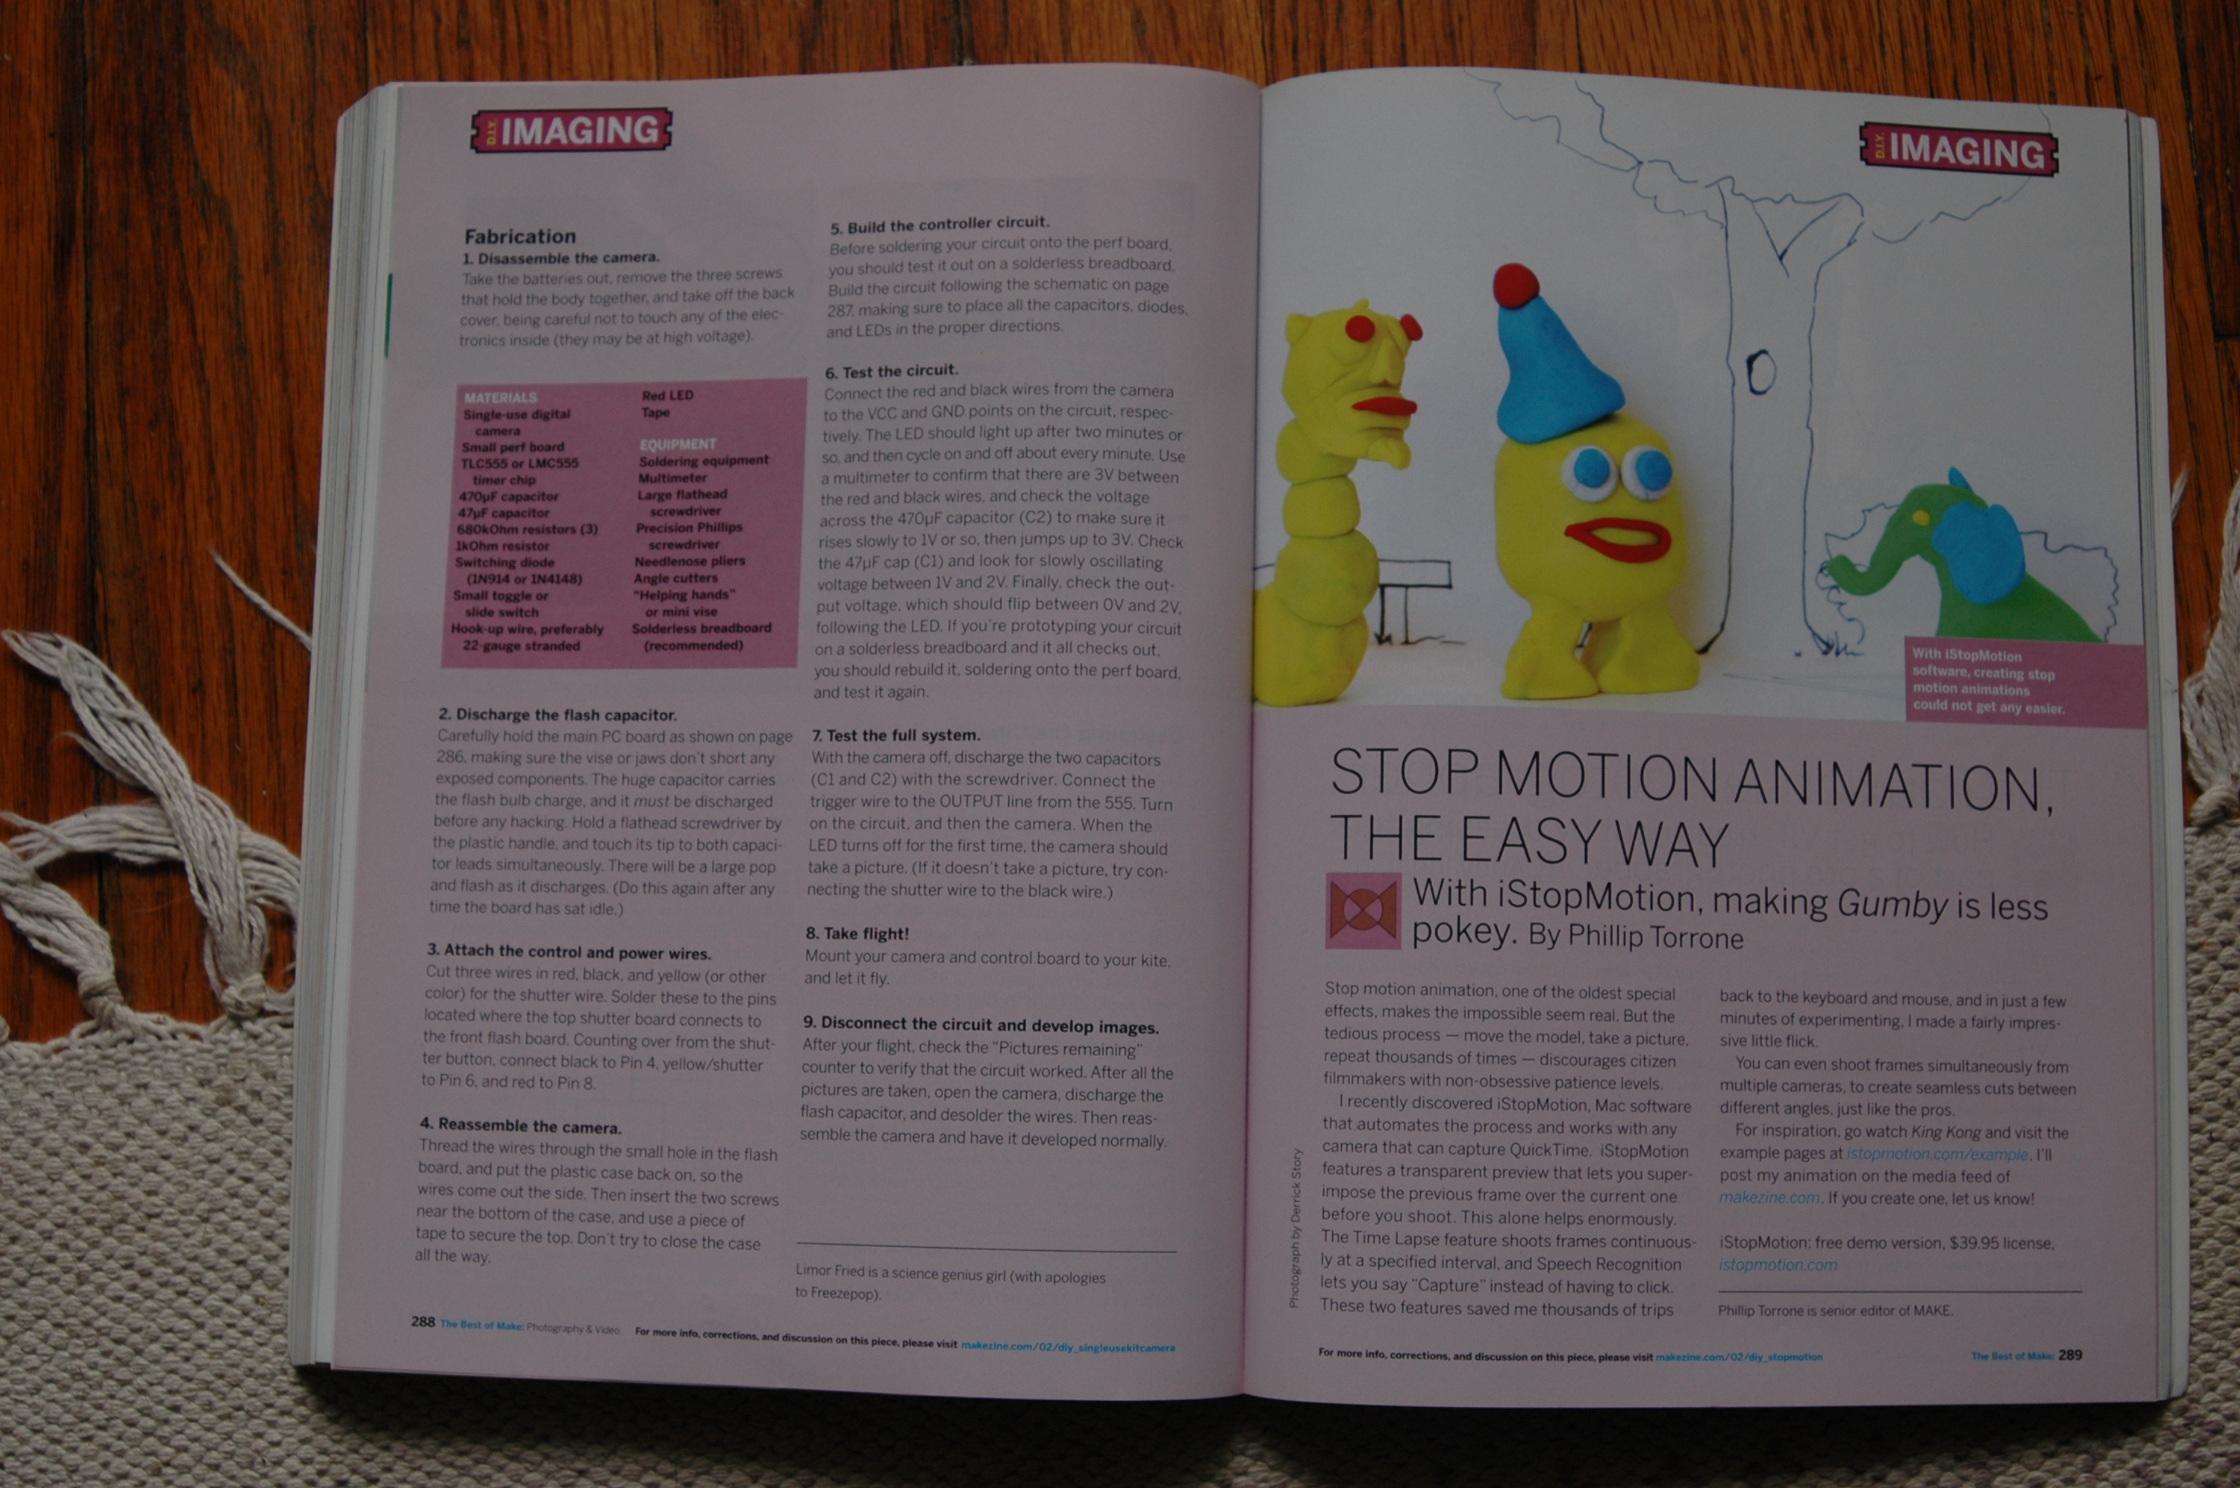 DIY IMAGING
Fabrication
1. Disassemble the camera.
Take the batteries out, remove the three screws
that hold the body together, and take off the back
cover, being careful not to touch any of the elec-
tronics inside (they may be at high voltage).
MATERIALS
Single-use digital
camera
Small perf board
TLC555 or LMC555
timer chip
470µF capacitor
47µF capacitor
680kOhm resistors (3)
1kOhm resistor
Switching diode
(1N914 or 1N4148)
Small toggle or
slide switch
Hook-up wire, preferably
22-gauge stranded
Red LED
Tape
EQUIPMENT
Soldering equipment
Multimeter
Large flathead
screwdriver
Precision Phillips
screwdriver
Needlenose pliers
Angle cutters
"Helping hands"
or mini vise
Solderless breadboard
(recommended)
2. Discharge the flash capacitor.
Carefully hold the main PC board as shown on page
286, making sure the vise or jaws don't short any
exposed components. The huge capacitor carries
the flash bulb charge, and it must be discharged
before any hacking. Hold a flathead screwdriver by
the plastic handle, and touch its tip to both capaci-
tor leads simultaneously. There will be a large pop
and flash as it discharges. (Do this again after any
time the board has sat idle.)
3. Attach the control and power wires.
Cut three wires in red, black, and yellow (or other
color) for the shutter wire. Solder these to the pins
located where the top shutter board connects to
the front flash board. Counting over from the shut-
ter button, connect black to Pin 4, yellow/shutter
to Pin 6, and red to Pin 8.
4. Reassemble the camera.
Thread the wires through the small hole in the flash
board, and put the plastic case back on, so the
wires come out the side. Then insert the two screws
near the bottom of the case, and use a piece of
tape to secure the top. Don't try to close the case
all the way.
5. Build the controller circuit.
Before soldering your circuit onto the perf board,
you should test it out on a solderless breadboard.
Build the circuit following the schematic on page
287, making sure to place all the capacitors, diodes,
and LEDs in the proper directions.
6. Test the circuit.
Connect the red and black wires from the camera
to the VCC and GND points on the circuit, respec-
tively. The LED should light up after two minutes or
so, and then cycle on and off about every minute. Use
a multimeter to confirm that there are 3V between
the red and black wires, and check the voltage
across the 470µF capacitor (C2) to make sure it
rises slowly to 1V or so, then jumps up to 3V. Check
the 47µF cap (C1) and look for slowly oscillating
voltage between 1V and 2V. Finally, check the out-
put voltage, which should flip between 0V and 2V,
following the LED. If you're prototyping your circuit
on a solderless breadboard and it all checks out,
you should rebuild it, soldering onto the perf board,
and test it again.
7. Test the full system.
With the camera off, discharge the two capacitors
(C1 and C2) with the screwdriver. Connect the
trigger wire to the OUTPUT line from the 555. Turn
on the circuit, and then the camera. When the
LED turns off for the first time, the camera should
take a picture. (If it doesn't take a picture, try con-
necting the shutter wire to the black wire.)
8. Take flight!
Mount your camera and control board to your kite,
and let it fly.
9. Disconnect the circuit and develop images.
After your flight, check the "Pictures remaining"
counter to verify that the circuit worked. After all the
pictures are taken, open the camera, discharge the
flash capacitor, and desolder the wires. Then reas-
semble the camera and have it developed normally.
Limor Fried is a science genius girl (with apologies
to Freezepop).
288 The Best of Make: Photography & Video For more info, corrections, and discussion on this piece, please visit makezine.com/02/diy_singleusekitcamera
DIY IMAGING
With iStopMotion
software, creating stop
motion animations
could not get any easier.
STOP MOTION ANIMATION,
THE EASY WAY
With iStopMotion, making Gumby is less
pokey. By Phillip Torrone
Stop motion animation, one of the oldest special
effects, makes the impossible seem real. But the
tedious process — move the model, take a picture,
repeat thousands of times — discourages citizen
filmmakers with non-obsessive patience levels.
I recently discovered iStopMotion, Mac software
that automates the process and works with any
camera that can capture QuickTime. iStopMotion
features a transparent preview that lets you super-
impose the previous frame over the current one
before you shoot. This alone helps enormously.
The Time Lapse feature shoots frames continuous-
ly at a specified interval, and Speech Recognition
lets you say "Capture" instead of having to click.
These two features saved me thousands of trips
back to the keyboard and mouse, and in just a few
minutes of experimenting, I made a fairly impres-
sive little flick.
You can even shoot frames simultaneously from
multiple cameras, to create seamless cuts between
different angles, just like the pros.
For inspiration, go watch King Kong and visit the
example pages at istopmotion.com/example. I'll
post my animation on the media feed of
makezine.com. If you create one, let us know!
iStopMotion: free demo version, $39.95 license,
istopmotion.com
Phillip Torrone is senior editor of MAKE.
Photograph by Derrick Story
For more info, corrections, and discussion on this piece, please visit makezine.com/02/diy_stopmotion
The Best of Make: 289